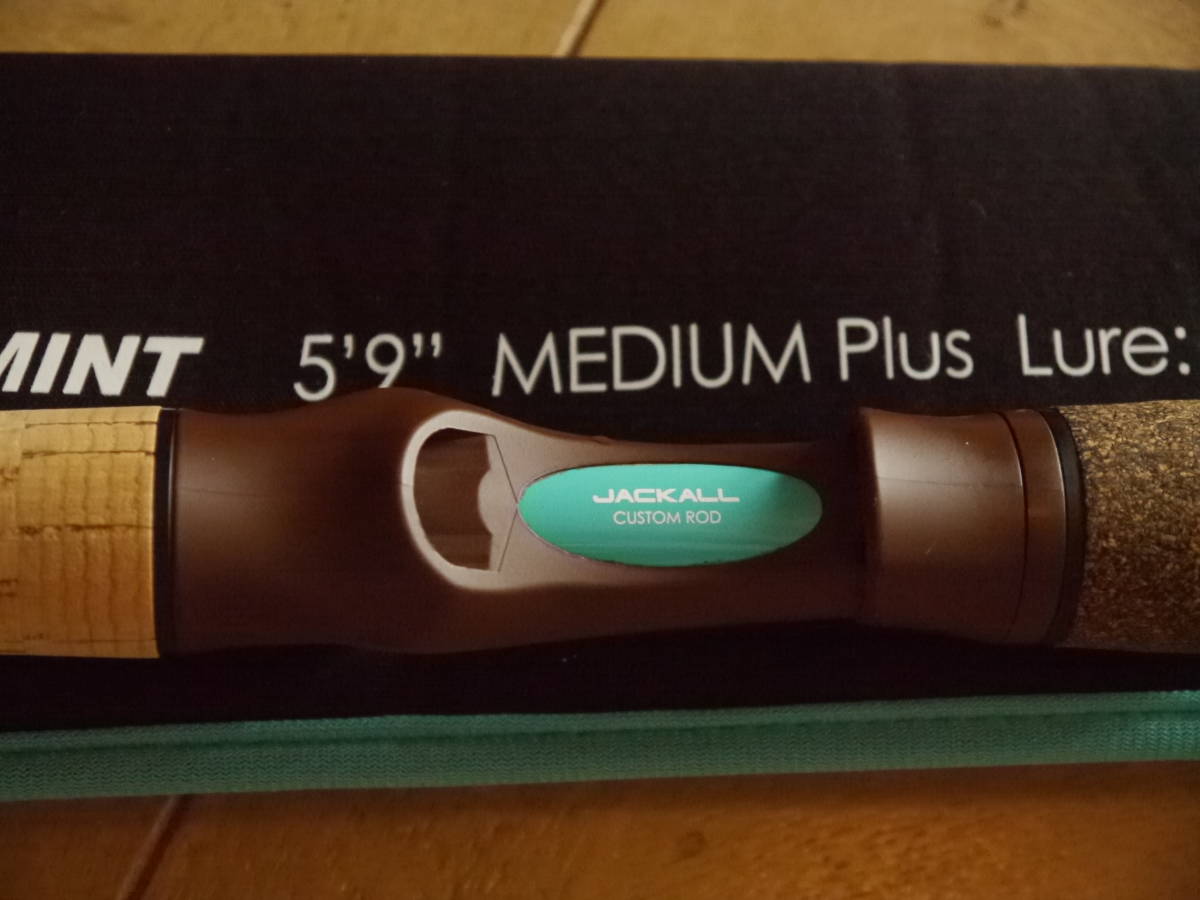 MINT 5'9" MEDIUM Plus Lure:
JACKALL
CUSTOM ROD